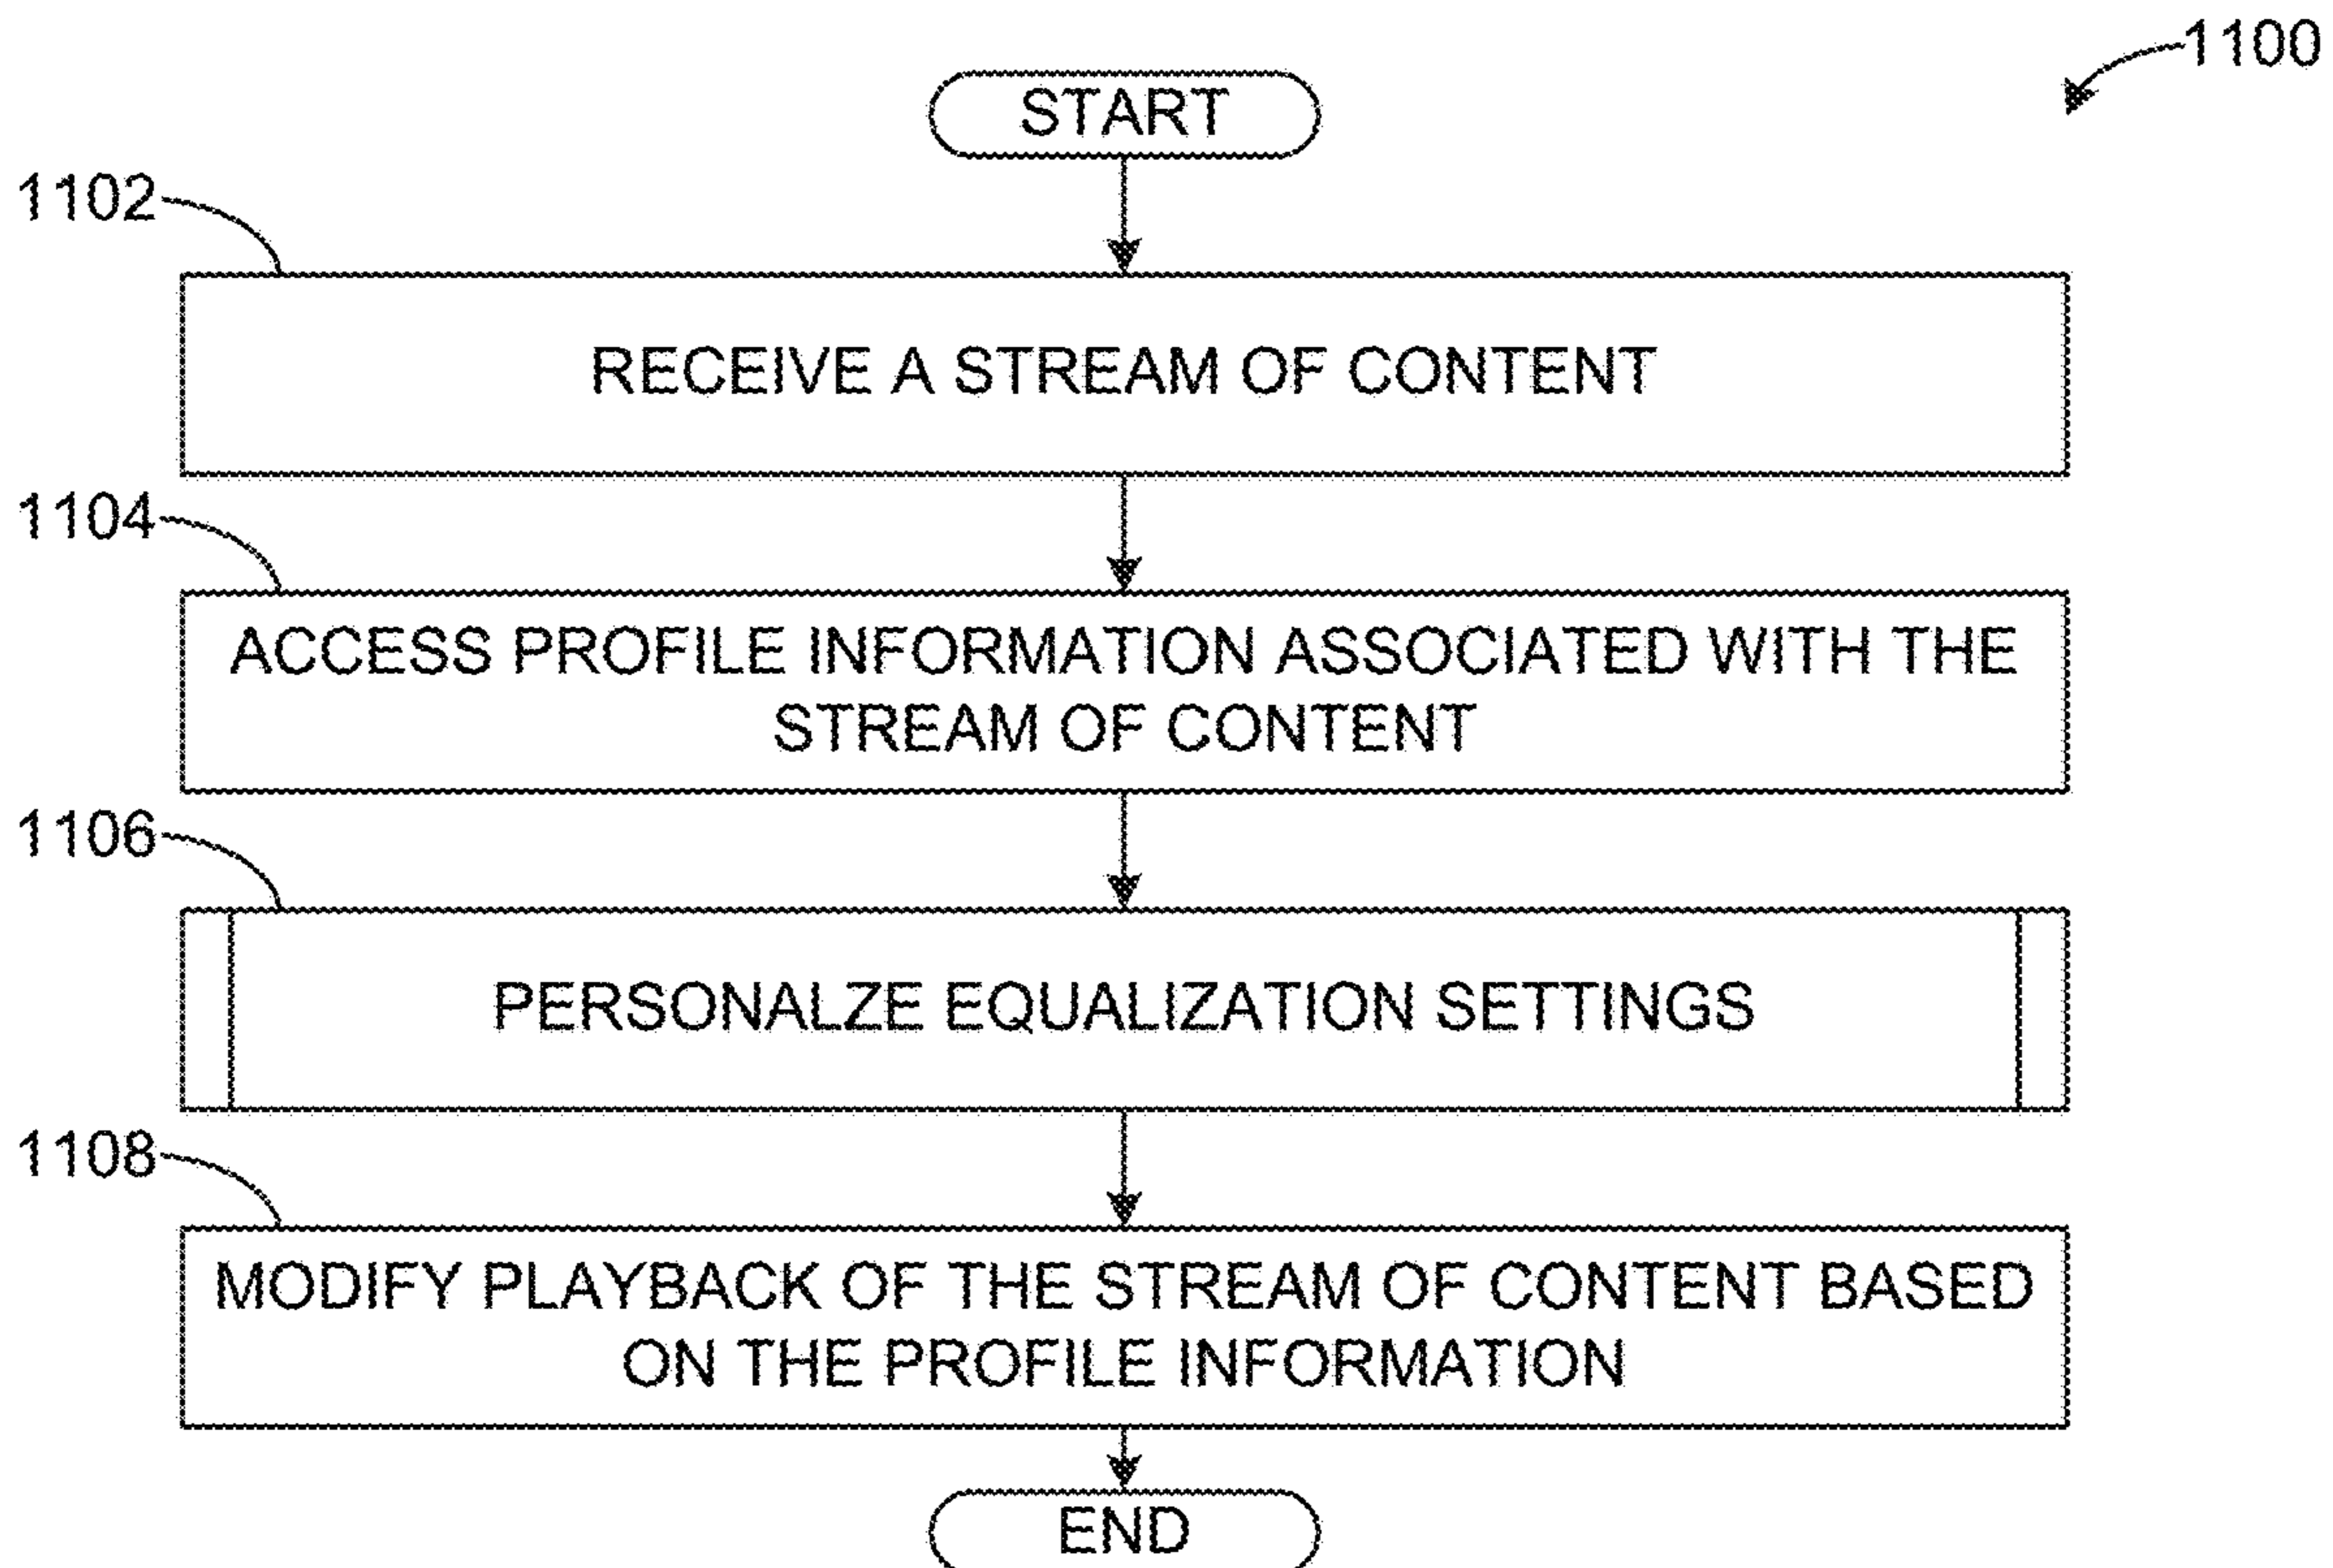 1100
START
1102
RECEIVE A STREAM OF CONTENT
1104
ACCESS PROFILE INFORMATION ASSOCIATED WITH THE
STREAM OF CONTENT
1106
PERSONALZE EQUALIZATION SETTINGS
1108
MODIFY PLAYBACK OF THE STREAM OF CONTENT BASED
ON THE PROFILE INFORMATION
END